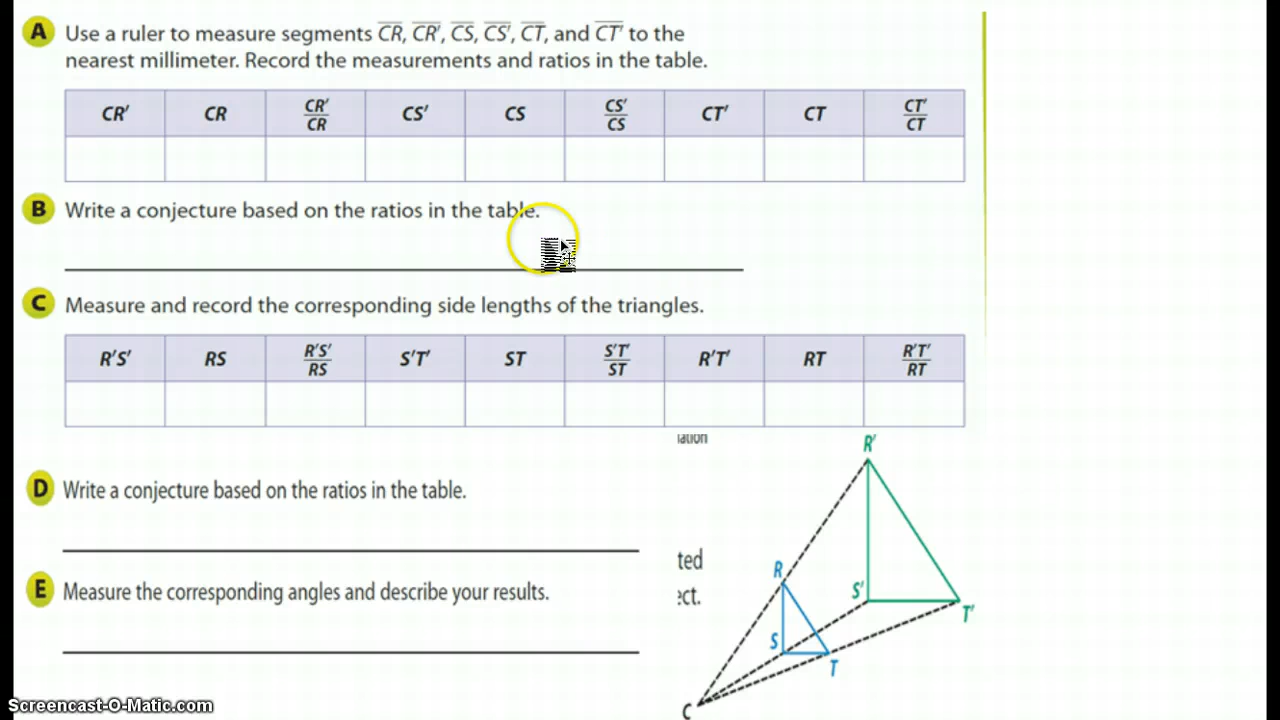 A Use a ruler to measure segments CR, CR′, CS, CS′, CT, and CT′ to the
nearest millimeter. Record the measurements and ratios in the table.
CR′ CR CR′/CR CS′ CS CS′/CS CT′ CT CT′/CT
B Write a conjecture based on the ratios in the table.
C Measure and record the corresponding side lengths of the triangles.
R′S′ RS R′S′/RS S′T′ ST S′T′/ST R′T′ RT R′T′/RT
R′
D Write a conjecture based on the ratios in the table.
ted
R
E Measure the corresponding angles and describe your results.
S′
ect.
T′
S
T
C
Screencast-O-Matic.com